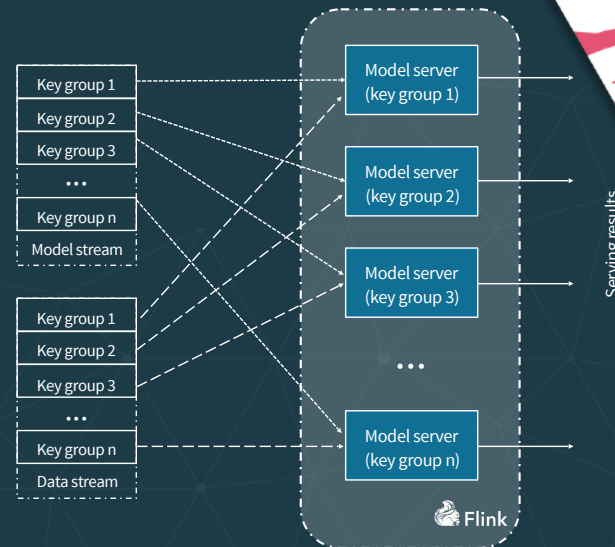 Key group 1
Key group 2
Key group 3
...
Key group n
Model stream
Key group 1
Key group 2
Key group 3
...
Key group n
Data stream
Model server
(key group 1)
Model server
(key group 2)
Model server
(key group 3)
...
Model server
(key group n)
Flink
Serving results